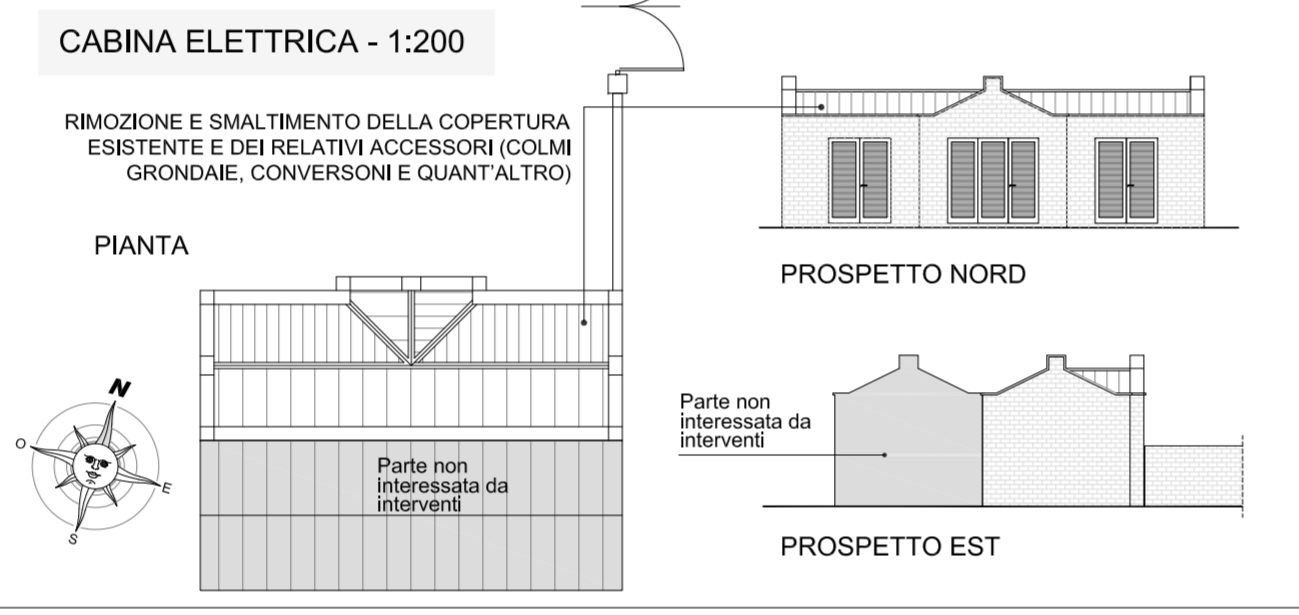 CABINA ELETTRICA - 1:200
RIMOZIONE E SMALTIMENTO DELLA COPERTURA
ESISTENTE E DEI RELATIVI ACCESSORI (COLMI
GRONDAIE, CONVERSONI E QUANT'ALTRO)
PIANTA
PROSPETTO NORD
N
O
E
S
Parte non
interessata da
interventi
Parte non
interessata da
interventi
PROSPETTO EST